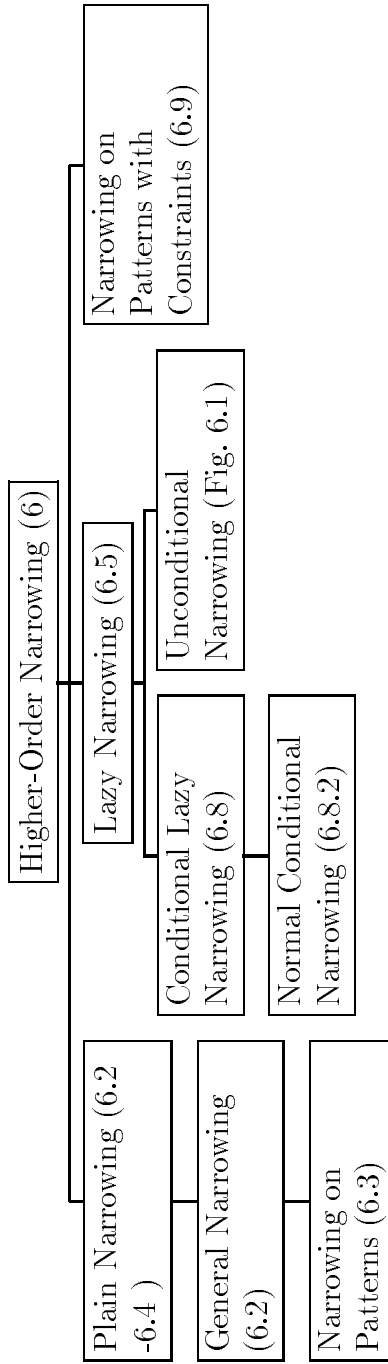 Higher-Order Narrowing (6)
Plain Narrowing (6.2
-6.4 )
General Narrowing
(6.2)
Narrowing on
Patterns (6.3)
Lazy Narrowing (6.5)
Conditional Lazy
Narrowing (6.8)
Normal Conditional
Narrowing (6.8.2)
Unconditional
Narrowing (Fig. 6.1)
Narrowing on
Patterns with
Constraints (6.9)